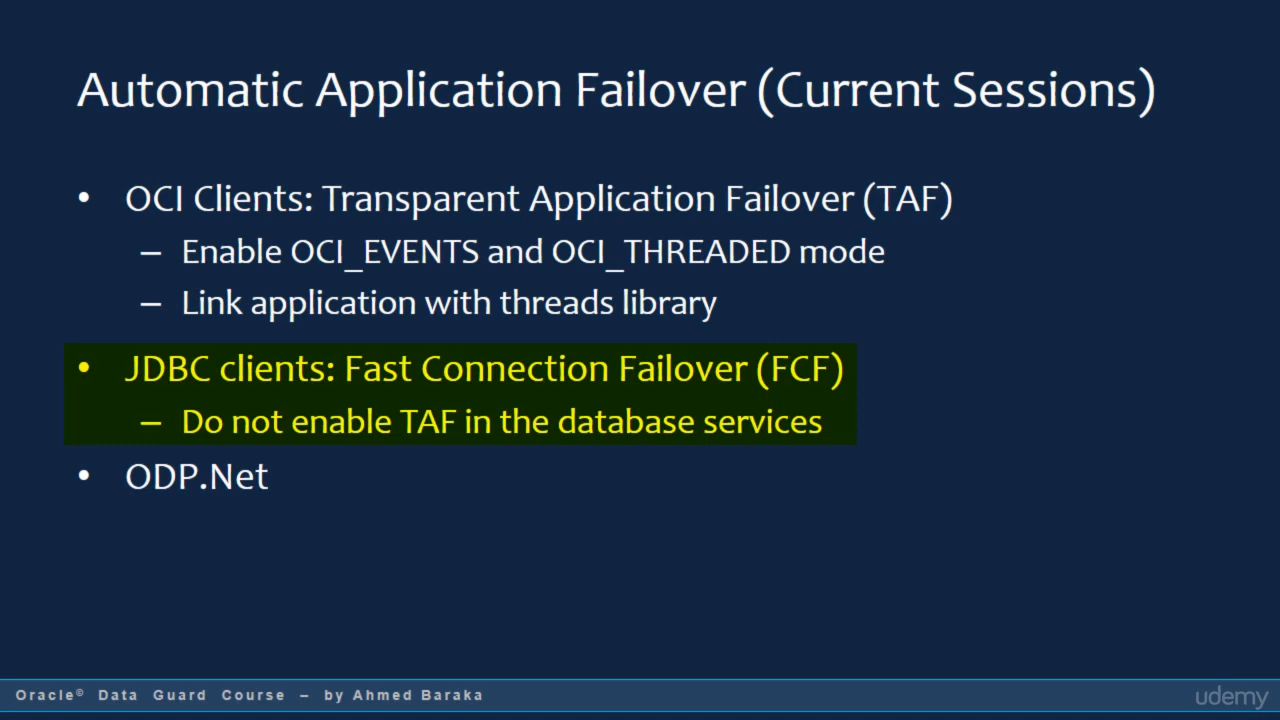 Automatic Application Failover (Current Sessions)
• OCI Clients: Transparent Application Failover (TAF)
– Enable OCI_EVENTS and OCI_THREADED mode
– Link application with threads library
• JDBC clients: Fast Connection Failover (FCF)
– Do not enable TAF in the database services
• ODP.Net
Oracle© Data Guard Course – by Ahmed Baraka
udemy